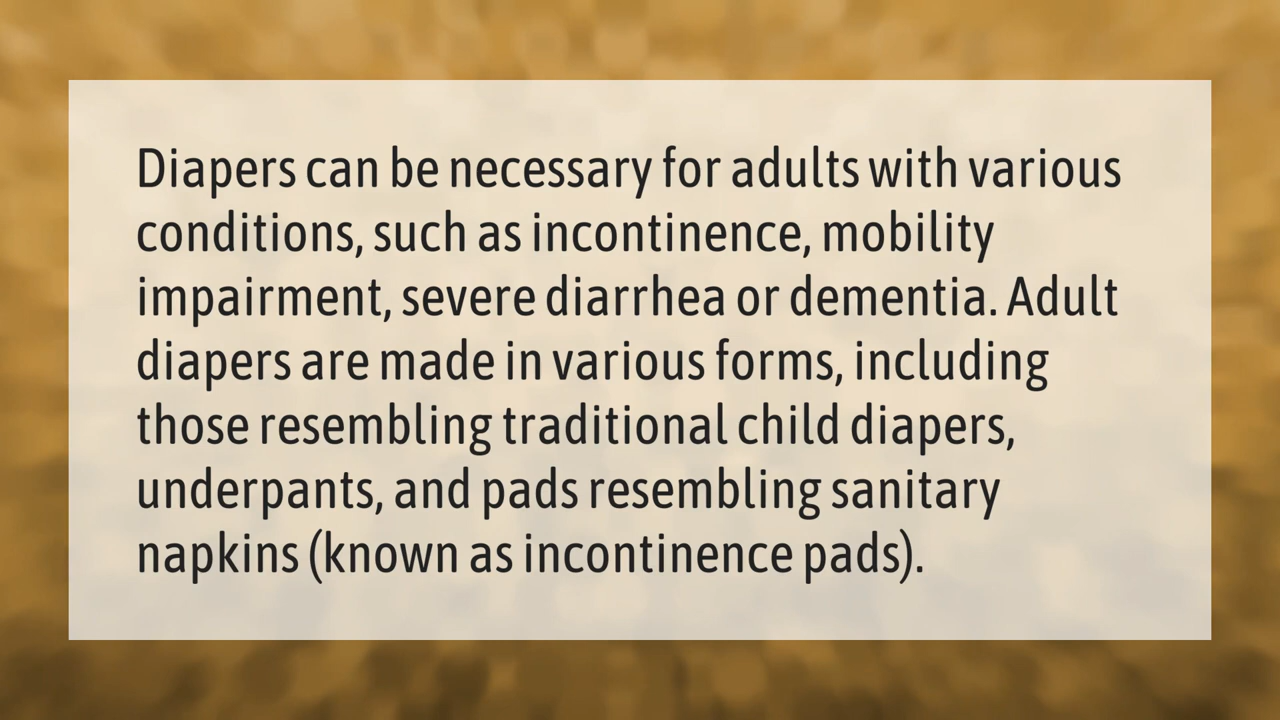 Diapers can be necessary for adults with various
conditions, such as incontinence, mobility
impairment, severe diarrhea or dementia. Adult
diapers are made in various forms, including
those resembling traditional child diapers,
underpants, and pads resembling sanitary
napkins (known as incontinence pads).